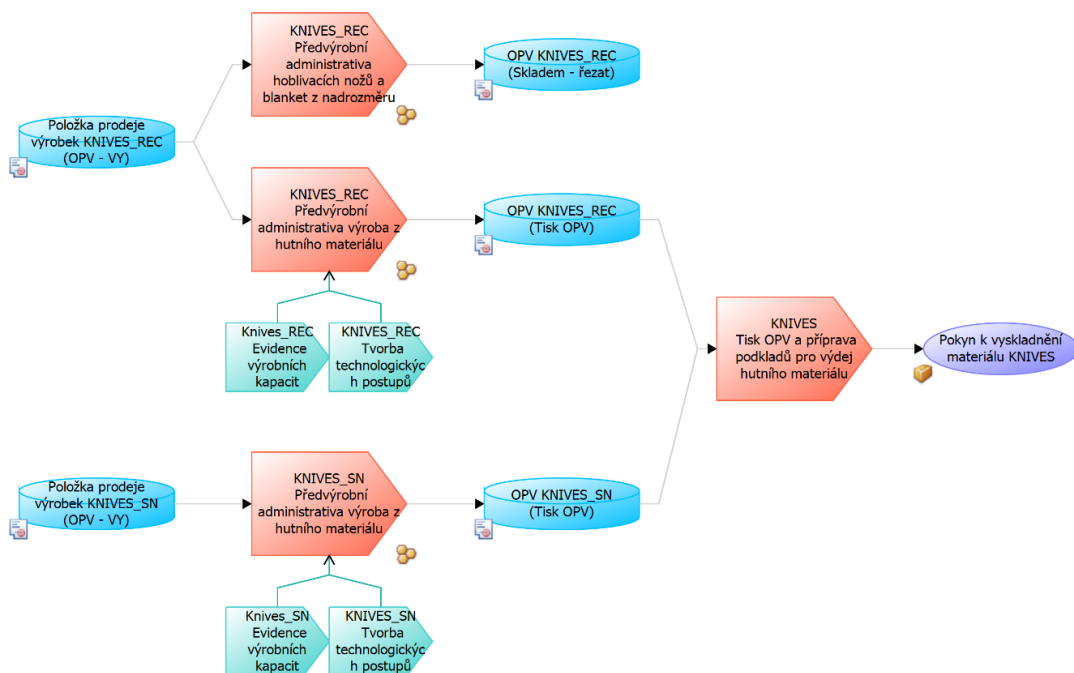 KNIVES_REC
Předvýrobní
administrativa
hoblivacích nožů a
blanket z nadrozměru
OPV KNIVES_REC
(Skladem - řezat)
Položka prodeje
výrobek KNIVES_REC
(OPV - VY)
KNIVES_REC
Předvýrobní
administrativa výroba z
hutního materiálu
OPV KNIVES_REC
(Tisk OPV)
Knives_REC
Evidence
výrobních
kapacit
KNIVES_REC
Tvorba
technologickýc
h postupů
KNIVES
Tisk OPV a příprava
podkladů pro výdej
hutního materiálu
Pokyn k vyskladnění
materiálu KNIVES
Položka prodeje
výrobek KNIVES_SN
(OPV - VY)
KNIVES_SN
Předvýrobní
administrativa výroba z
hutního materiálu
OPV KNIVES_SN
(Tisk OPV)
Knives_SN
Evidence
výrobních
kapacit
KNIVES_SN
Tvorba
technologickýc
h postupů